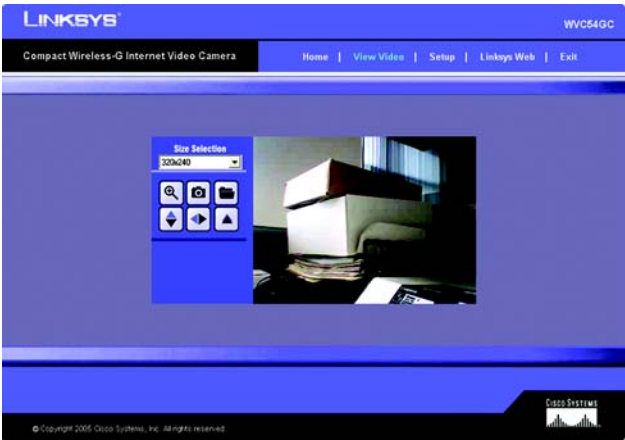 LINKSYS®
WVC54GC
Compact Wireless-G Internet Video Camera
Home | View Video | Setup | Linksys Web | Exit
Size Selection
320x240
CISCO SYSTEMS
© Copyright 2005 Cisco Systems, Inc. All rights reserved.